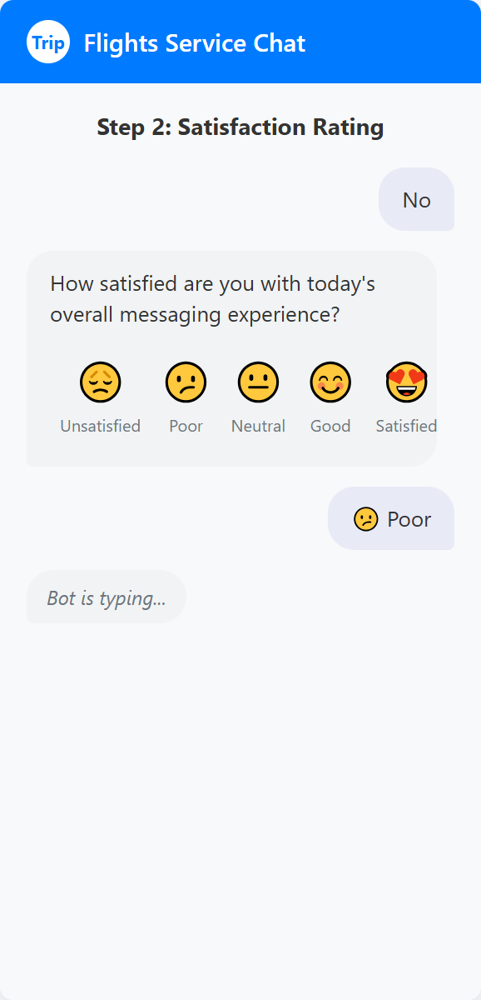 Trip Flights Service Chat
Step 2: Satisfaction Rating
No
How satisfied are you with today's
overall messaging experience?
Unsatisfied Poor Neutral Good Satisfied
Poor
Bot is typing...